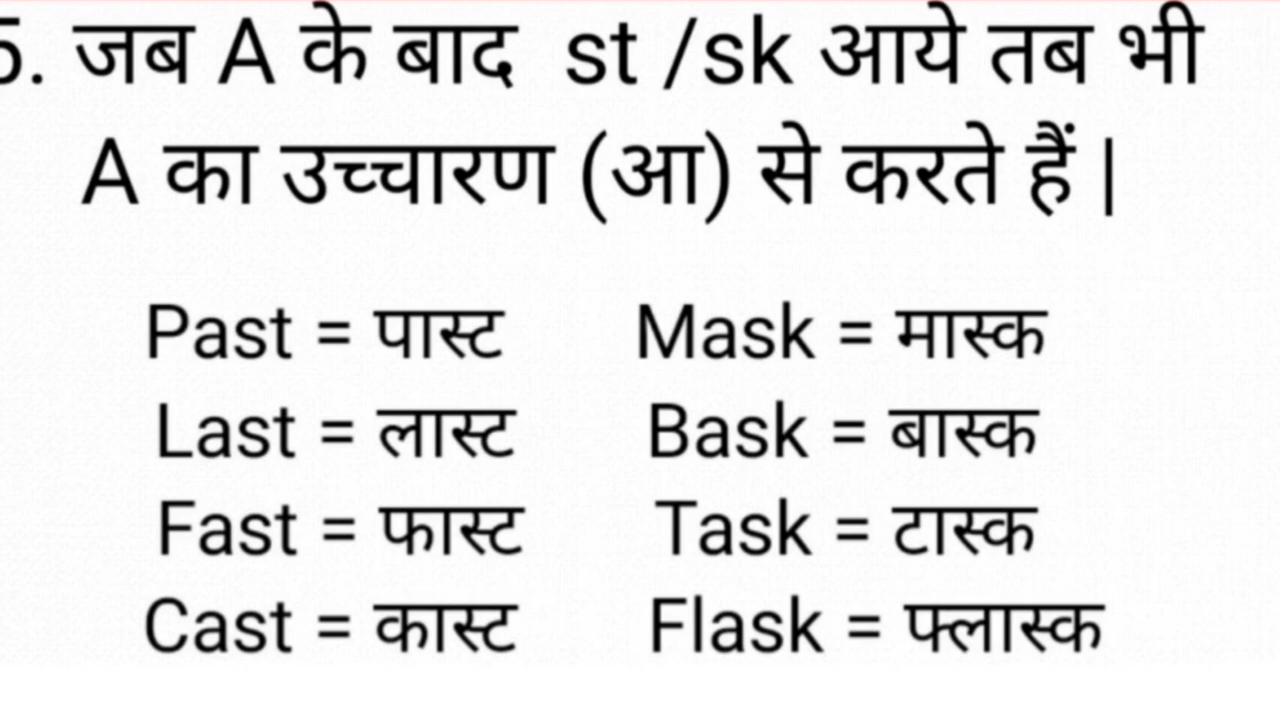 5. जब A के बाद st /sk आये तब भी
A का उच्चारण (आ) से करते हैं |
Past = पास्ट Mask = मास्क
Last = लास्ट Bask = बास्क
Fast = फास्ट Task = टास्क
Cast = कास्ट Flask = फ्लास्क